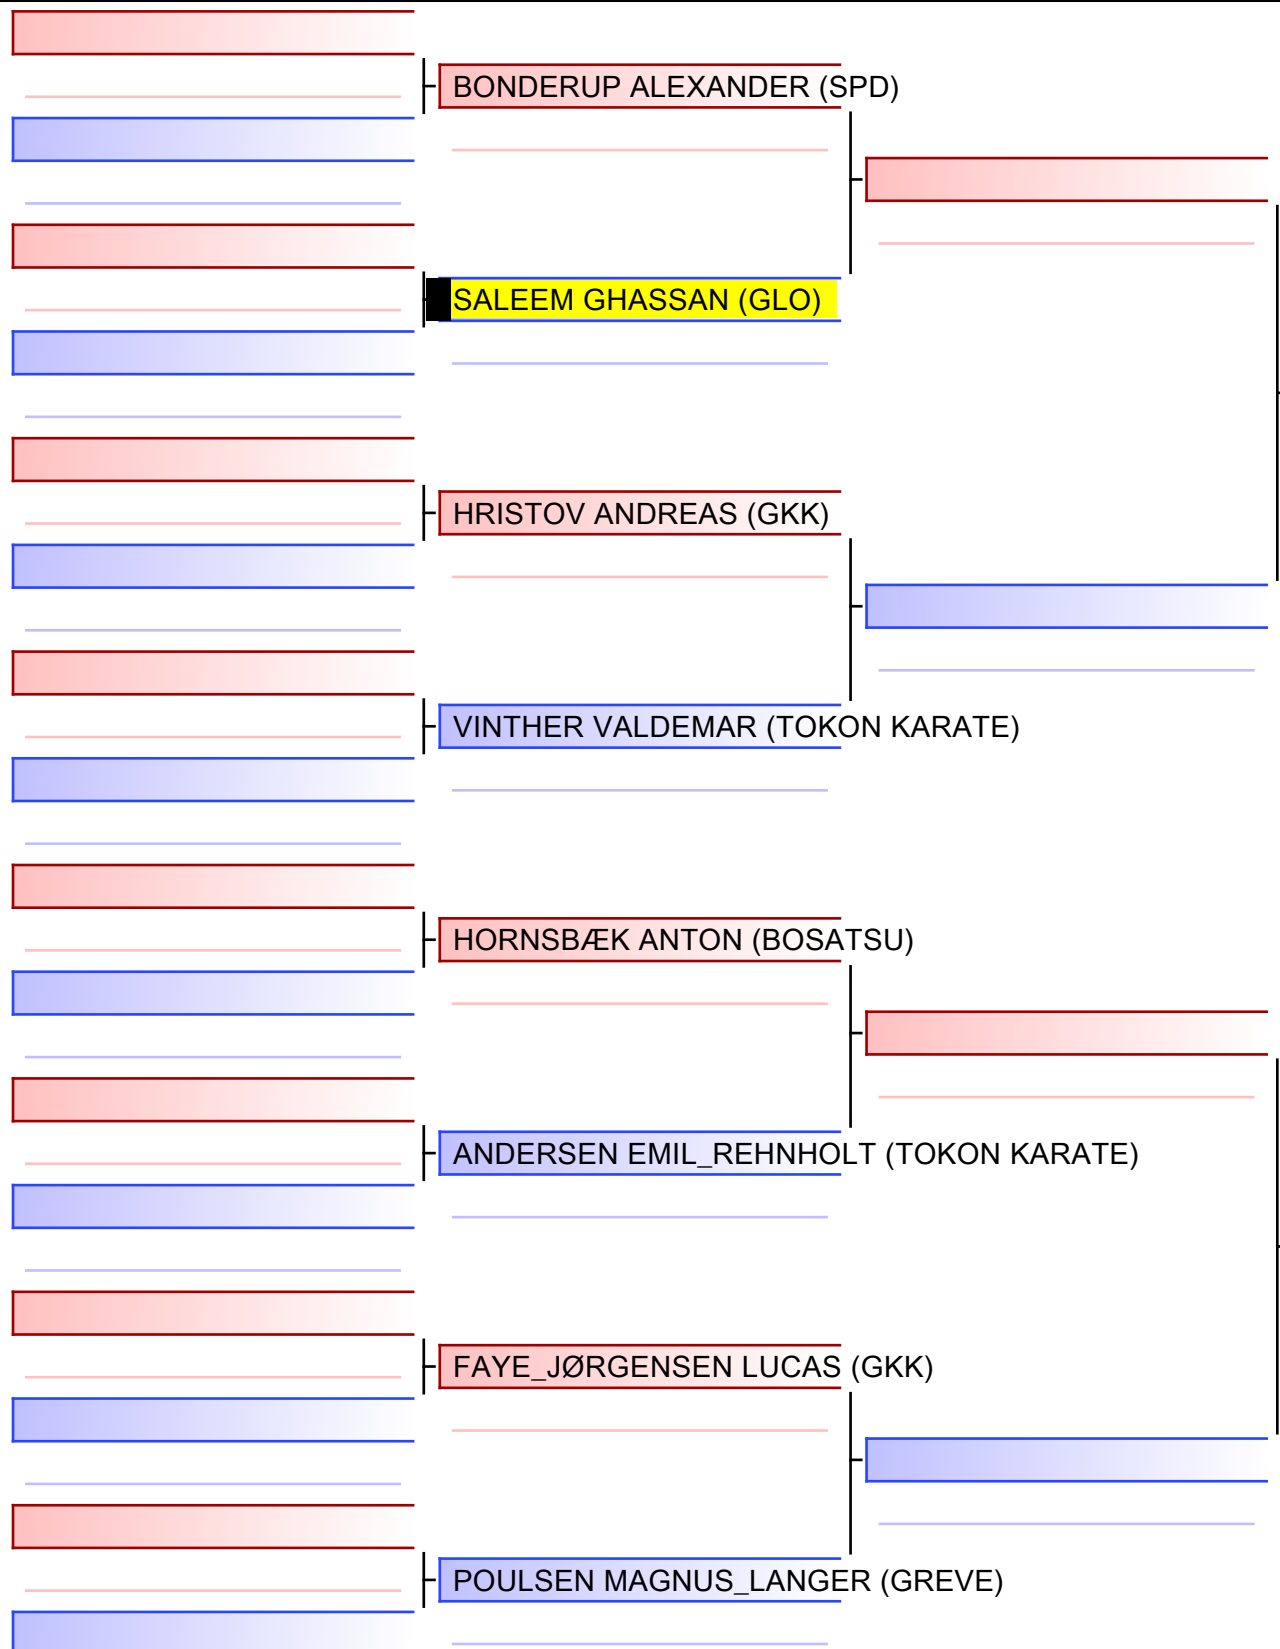 BONDERUP ALEXANDER (SPD)
SALEEM GHASSAN (GLO)
HRISTOV ANDREAS (GKK)
VINTHER VALDEMAR (TOKON KARATE)
HORNSBÆK ANTON (BOSATSU)
ANDERSEN EMIL_REHNHOLT (TOKON KARATE)
FAYE_JØRGENSEN LUCAS (GKK)
POULSEN MAGNUS_LANGER (GREVE)